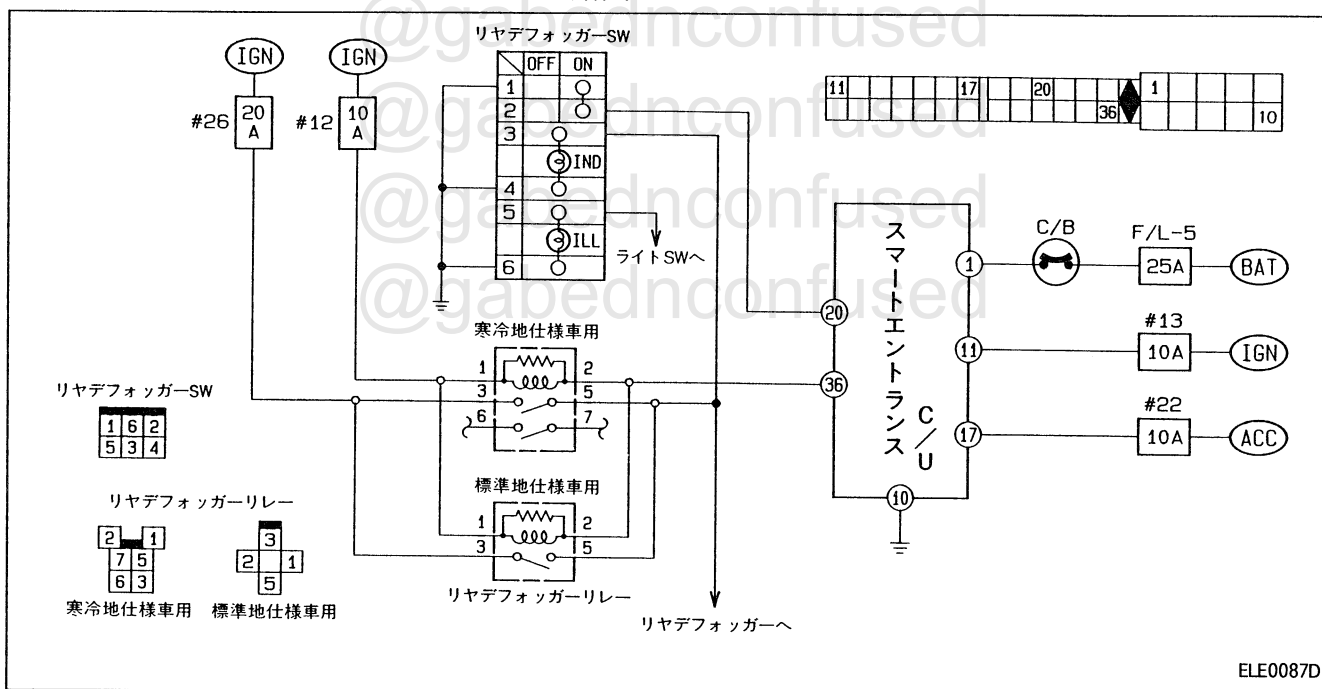 @gabednconfused
リヤデフォッガーSW
OFF ON
1
2
3
IND
4
5
ILL
6
IGN
#26 20A
IGN
#12 10A
11 17 20 1
36 10
@gabednconfused
ライトSWへ
スマートエントランス C/U
20
36
1
11
17
10
C/B
F/L-5
25A
BAT
#13
10A
IGN
#22
10A
ACC
@gabednconfused
寒冷地仕様車用
1 2
3 5
6 7
標準地仕様車用
1 2
3 5
リヤデフォッガーリレー
リヤデフォッガーへ
リヤデフォッガーSW
1 6 2
5 3 4
リヤデフォッガーリレー
2 1
7 5
6 3
寒冷地仕様車用
3
2 1
5
標準地仕様車用
ELE0087D